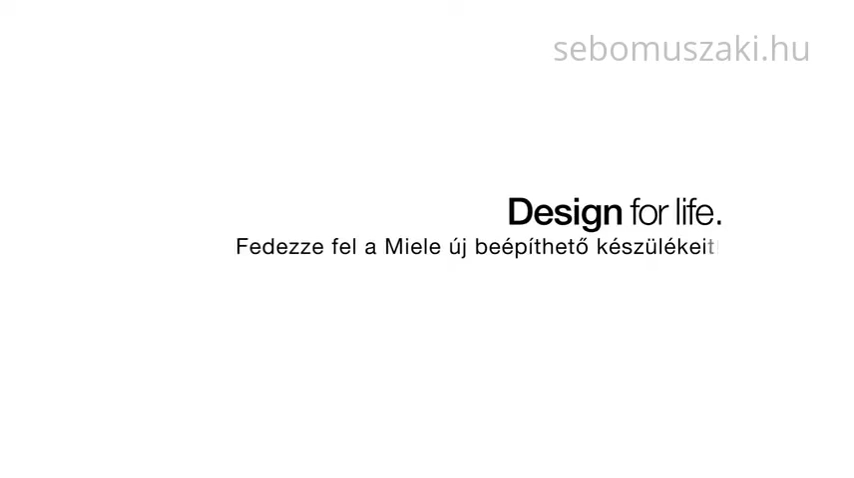 sebomuszaki.hu
Design for life.
Fedezze fel a Miele új beépíthető készülékeit!